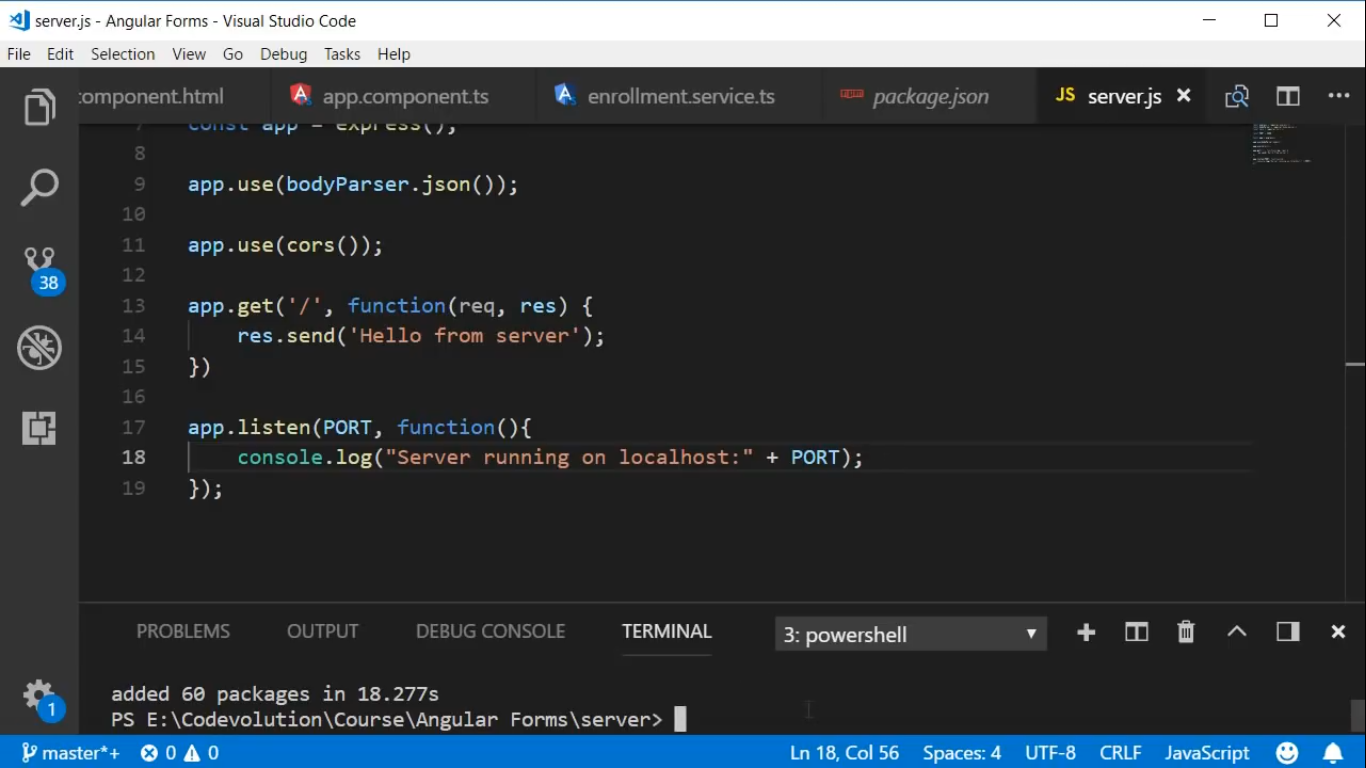 server.js - Angular Forms - Visual Studio Code
File Edit Selection View Go Debug Tasks Help
component.html app.component.ts enrollment.service.ts package.json JS server.js
7 const app = express();
8
9 app.use(bodyParser.json());
10
11 app.use(cors());
12
13 app.get('/', function(req, res) {
14 res.send('Hello from server');
15 })
16
17 app.listen(PORT, function(){
18 console.log("Server running on localhost:" + PORT);
19 });
38
PROBLEMS OUTPUT DEBUG CONSOLE TERMINAL 3: powershell
added 60 packages in 18.277s
PS E:\Codevolution\Course\Angular Forms\server>
1
master*+ 0 0 Ln 18, Col 56 Spaces: 4 UTF-8 CRLF JavaScript